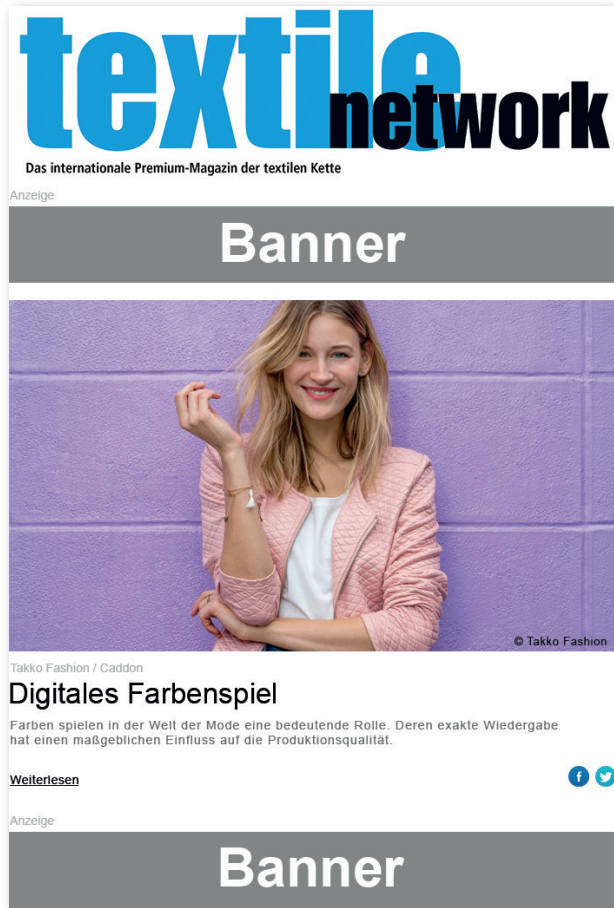 textile
network
Das internationale Premium-Magazin der textilen Kette
Anzeige
Banner
© Takko Fashion
Takko Fashion / Caddon
Digitales Farbenspiel
Farben spielen in der Welt der Mode eine bedeutende Rolle. Deren exakte Wiedergabe
hat einen maßgeblichen Einfluss auf die Produktionsqualität.
Weiterlesen
Anzeige
Banner